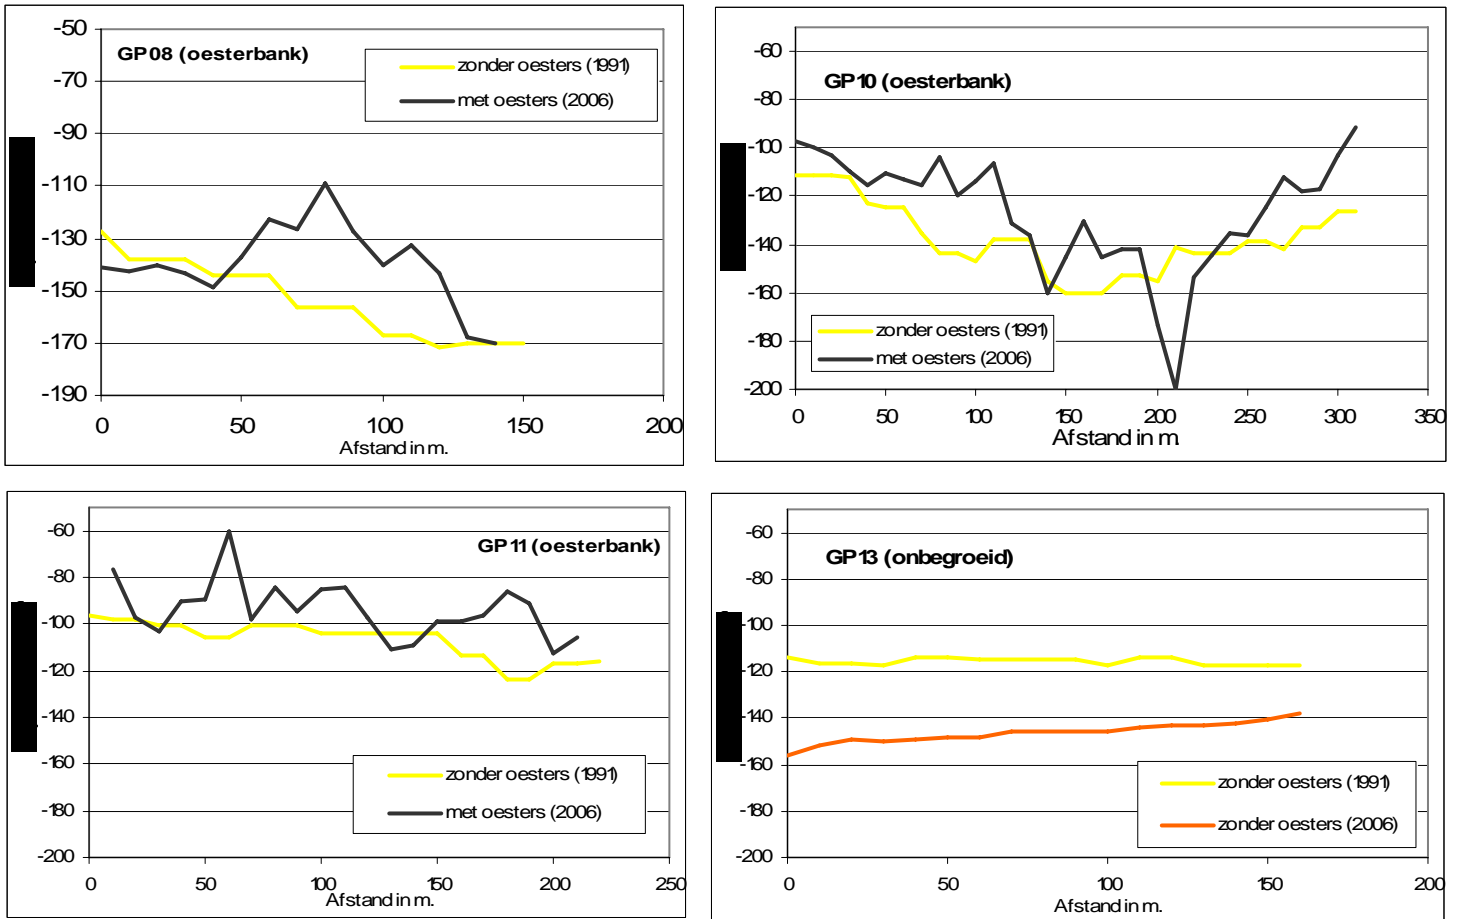 GP08 (oesterbank)
zonder oesters (1991)
met oesters (2006)
-50
-70
-90
-110
-130
-150
-170
-190
0 50 100 150 200
Afstand in m.
GP10 (oesterbank)
zonder oesters (1991)
met oesters (2006)
-60
-80
-100
-120
-140
-160
-180
-200
0 50 100 150 200 250 300 350
Afstand in m.
GP11 (oesterbank)
zonder oesters (1991)
met oesters (2006)
-60
-80
-100
-120
-140
-160
-180
-200
0 50 100 150 200 250
Afstand in m.
GP13 (onbegroeid)
zonder oesters (1991)
zonder oesters (2006)
-60
-80
-100
-120
-140
-160
-180
-200
0 50 100 150 200
Afstand in m.